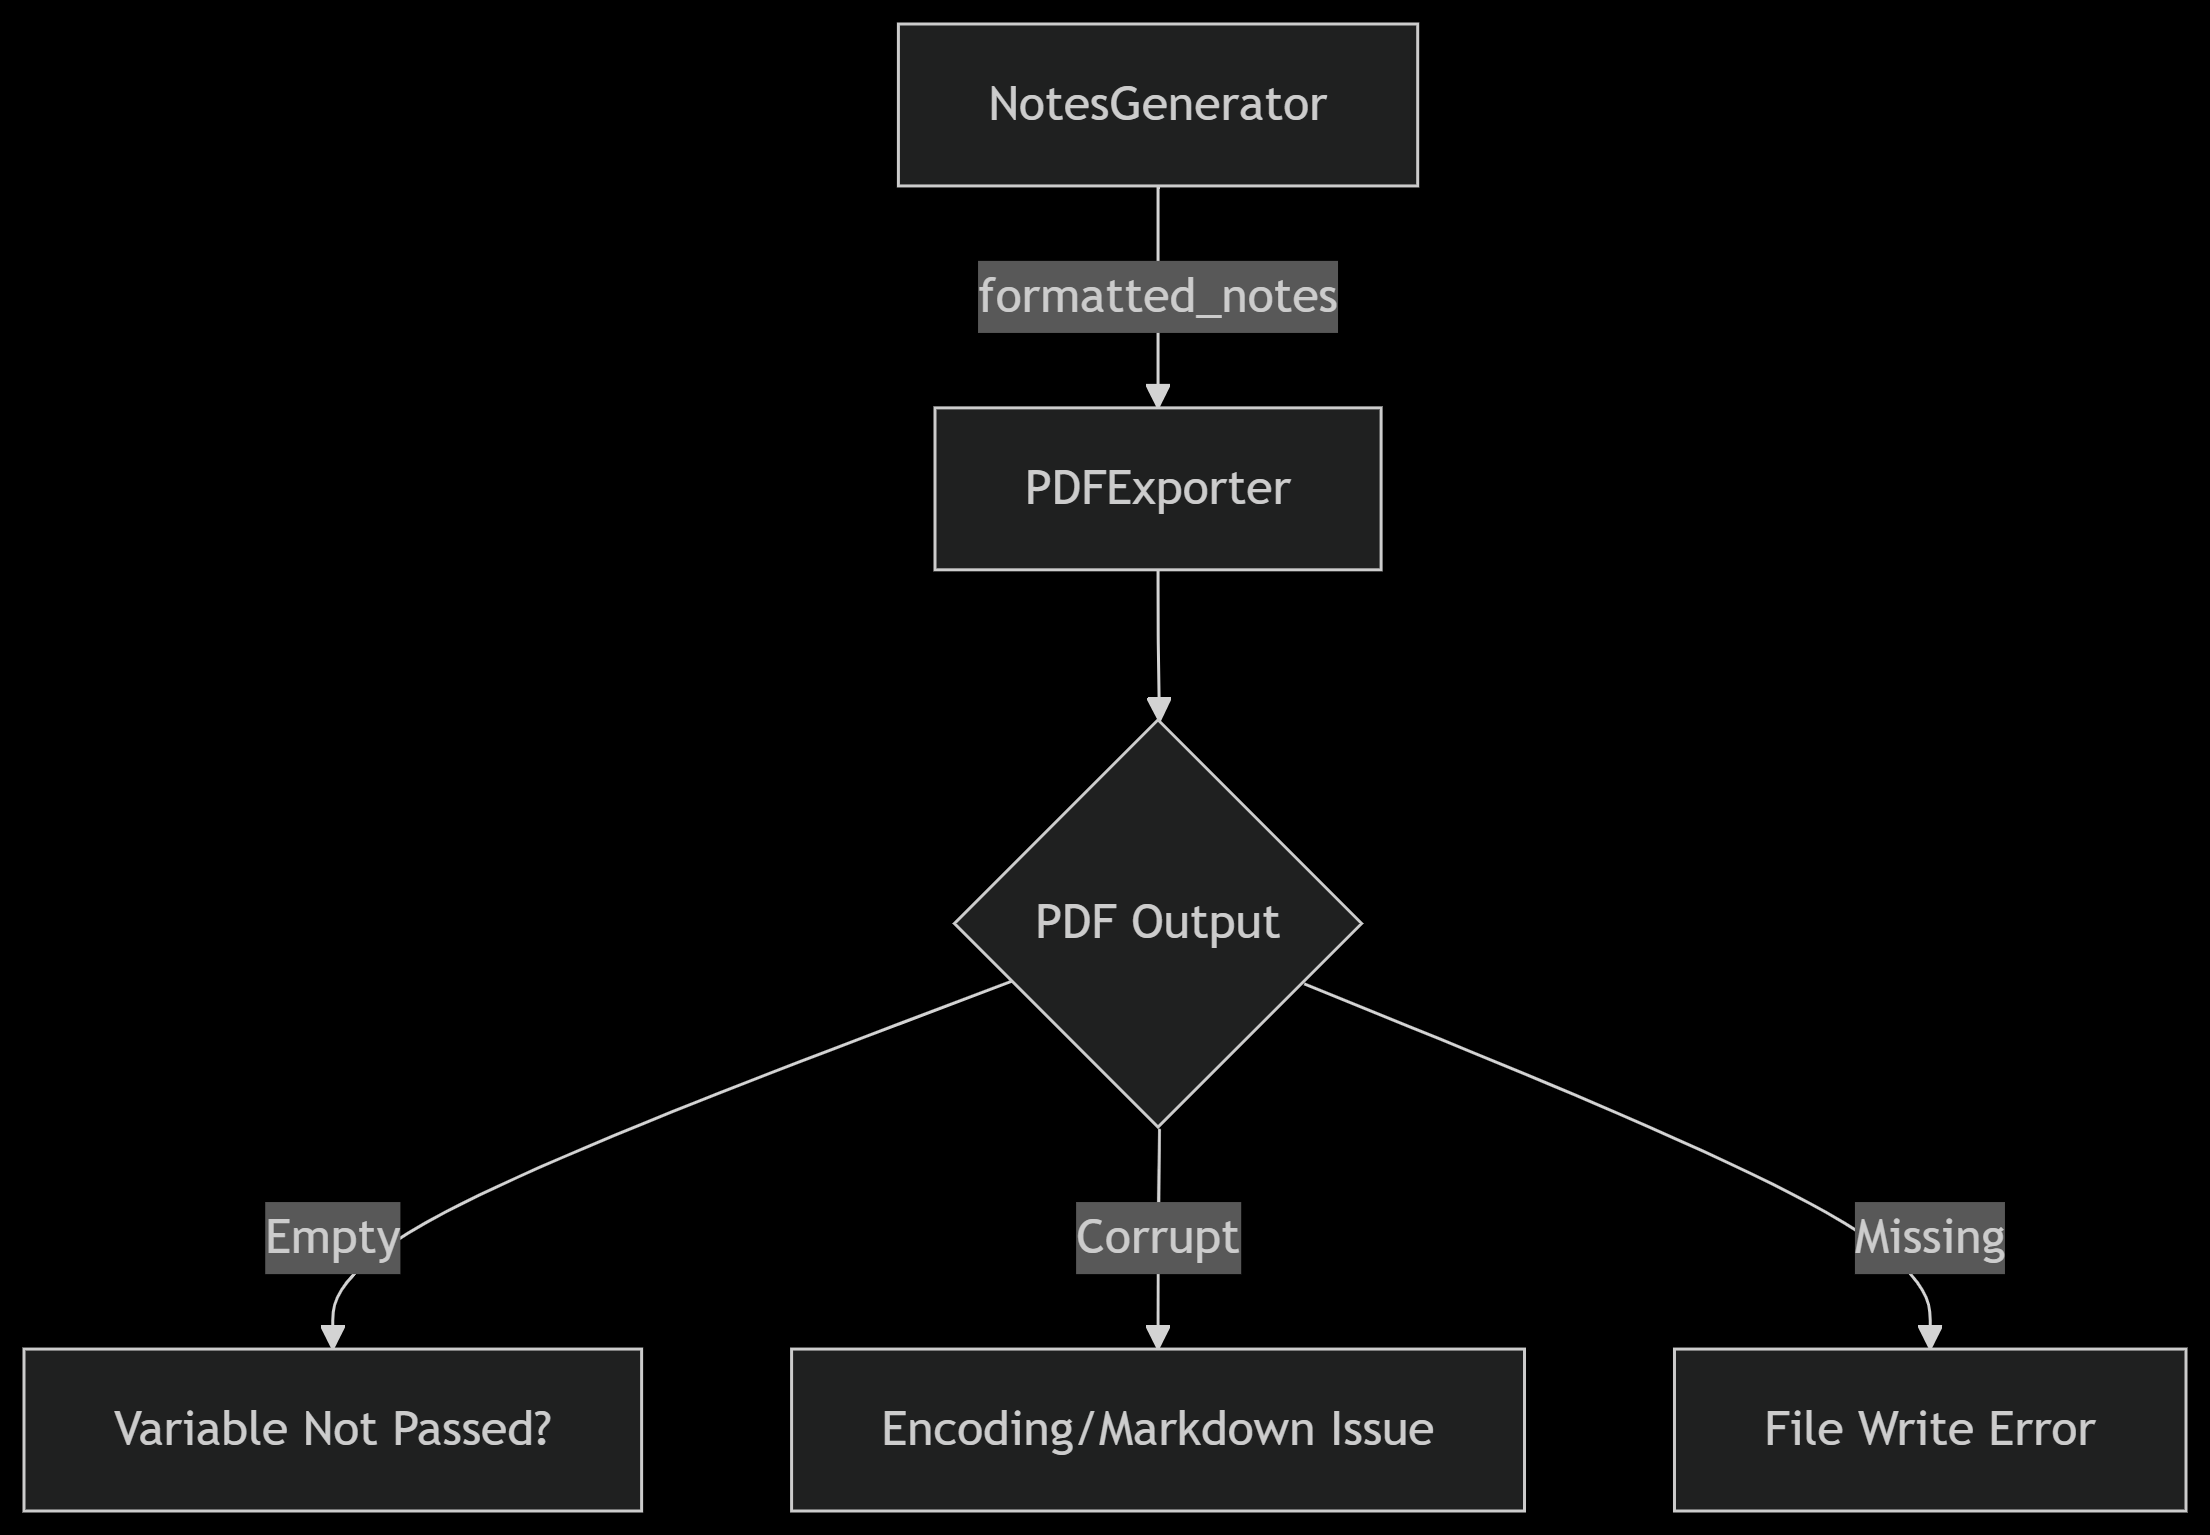 NotesGenerator
formatted_notes
PDFExporter
PDF Output
Empty
Corrupt
Missing
Variable Not Passed?
Encoding/Markdown Issue
File Write Error